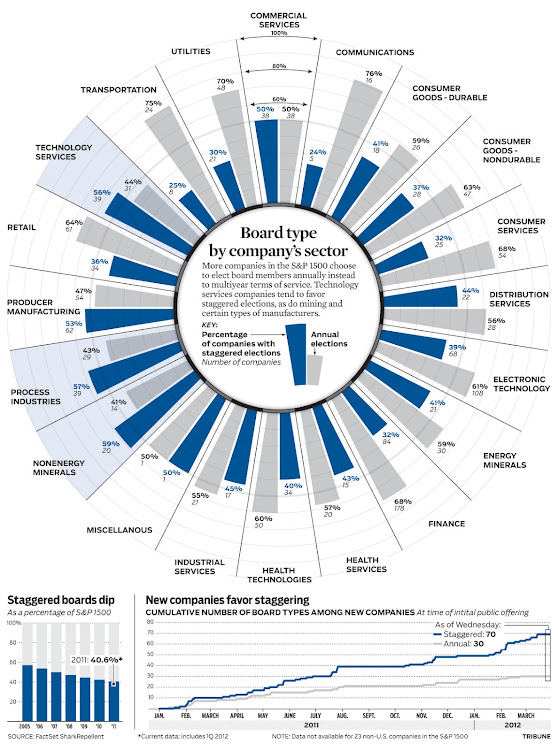 COMMERCIAL
SERVICES
100%
80%
60%
50%
38
50%
38
COMMUNICATIONS
24%
5
76%
16
CONSUMER
GOODS - DURABLE
41%
18
59%
26
CONSUMER
GOODS -
NONDURABLE
37%
28
63%
47
CONSUMER
SERVICES
32%
25
68%
54
DISTRIBUTION
SERVICES
44%
22
56%
28
ELECTRONIC
TECHNOLOGY
39%
68
61%
108
ENERGY
MINERALS
41%
21
59%
30
FINANCE
32%
84
68%
178
HEALTH
SERVICES
43%
15
57%
20
HEALTH
TECHNOLOGIES
40%
34
60%
50
INDUSTRIAL
SERVICES
45%
17
55%
21
MISCELLANOUS
50%
1
50%
1
NONENERGY
MINERALS
59%
20
41%
14
PROCESS
INDUSTRIES
57%
39
43%
29
PRODUCER
MANUFACTURING
53%
62
47%
54
RETAIL
36%
34
64%
61
TECHNOLOGY
SERVICES
56%
39
44%
31
TRANSPORTATION
25%
8
75%
24
UTILITIES
30%
21
70%
48
Board type
by company's sector
More companies in the S&P 1500 choose
to elect board members annually instead
to multiyear terms of service. Technology
services companies tend to favor
staggered elections, as do mining and
certain types of manufacturers.
KEY:
Percentage
of companies with
staggered elections
Number of companies
Annual
elections
Staggered boards dip
As a percentage of S&P 1500
100%
80
60
40
20
2011: 40.6%*
2005 '06 '07 '08 '09 '10 '11
SOURCE: FactSet SharkRepellent
New companies favor staggering
CUMULATIVE NUMBER OF BOARD TYPES AMONG NEW COMPANIES At time of intital public offering
80
70
60
50
40
30
20
10
0
As of Wednesday:
Staggered: 70
Annual: 30
JAN. FEB. MARCH APRIL MAY JUNE JULY AUG. SEPT. OCT. NOV. DEC. JAN. FEB. MARCH
2011 2012
*Current data; includes 1Q 2012
NOTE: Data not available for 23 non-U.S. companies in the S&P 1500
TRIBUNE